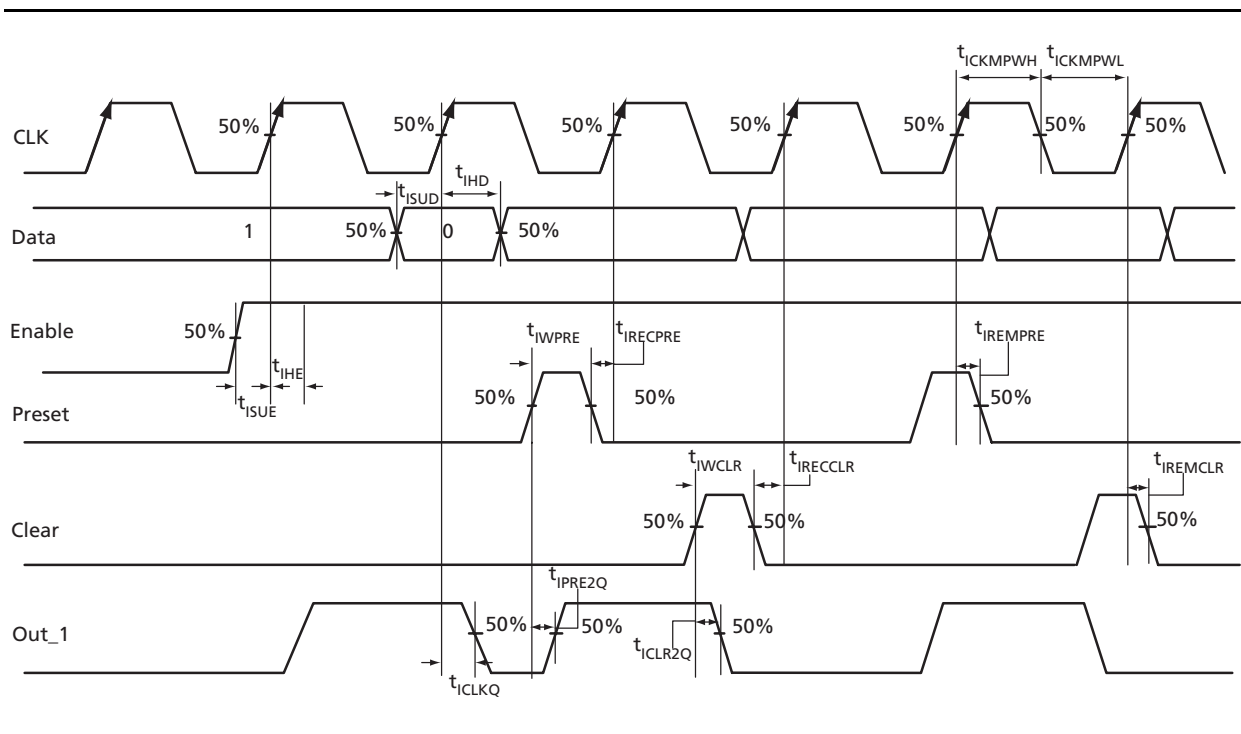 tICKMPWH tICKMPWL
CLK 50% 50% 50% 50% 50% 50% 50%
tISUD tIHD
Data 1 50% 0 50%
Enable 50% tIWPRE tIRECPRE tIREMPRE
tIHE
tISUE
Preset 50% 50% 50%
tIWCLR tIRECCLR tIREMCLR
Clear 50% 50% 50%
tIPRE2Q
Out_1 50% 50% 50%
tICLR2Q
tICLKQ